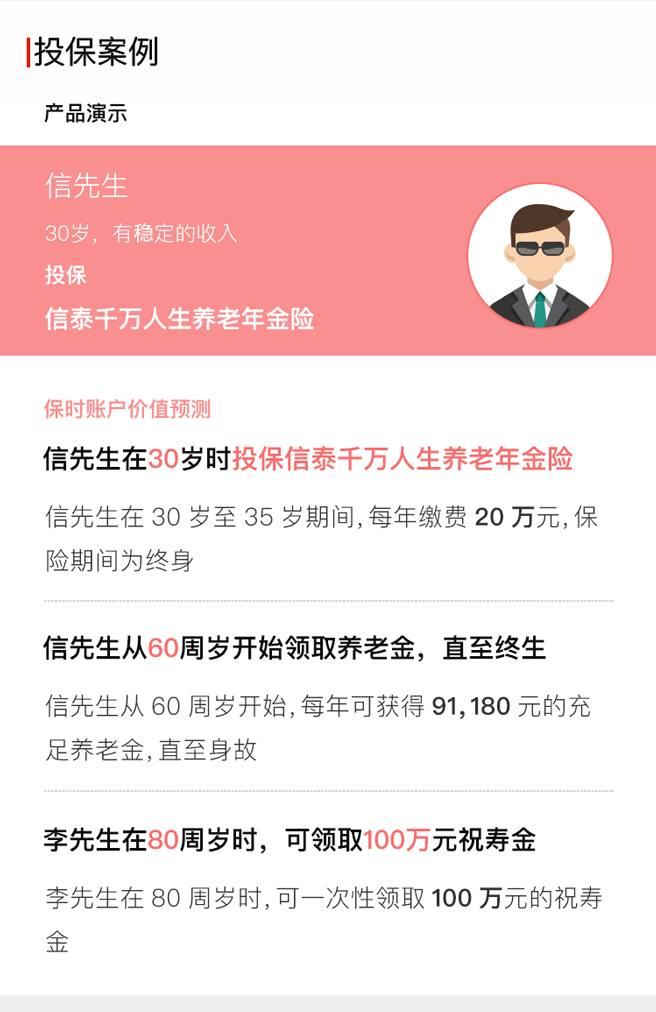 投保案例
产品演示
信先生
30岁，有稳定的收入
投保
信泰千万人生养老年金险
保时账户价值预测
信先生在30岁时投保信泰千万人生养老年金险
信先生在 30 岁至 35 岁期间，每年缴费 20 万元，保
险期间为终身
信先生从60周岁开始领取养老金，直至终生
信先生从 60 周岁开始，每年可获得 91,180 元的充
足养老金，直至身故
李先生在80周岁时，可领取100万元祝寿金
李先生在 80 周岁时，可一次性领取 100 万元的祝寿
金